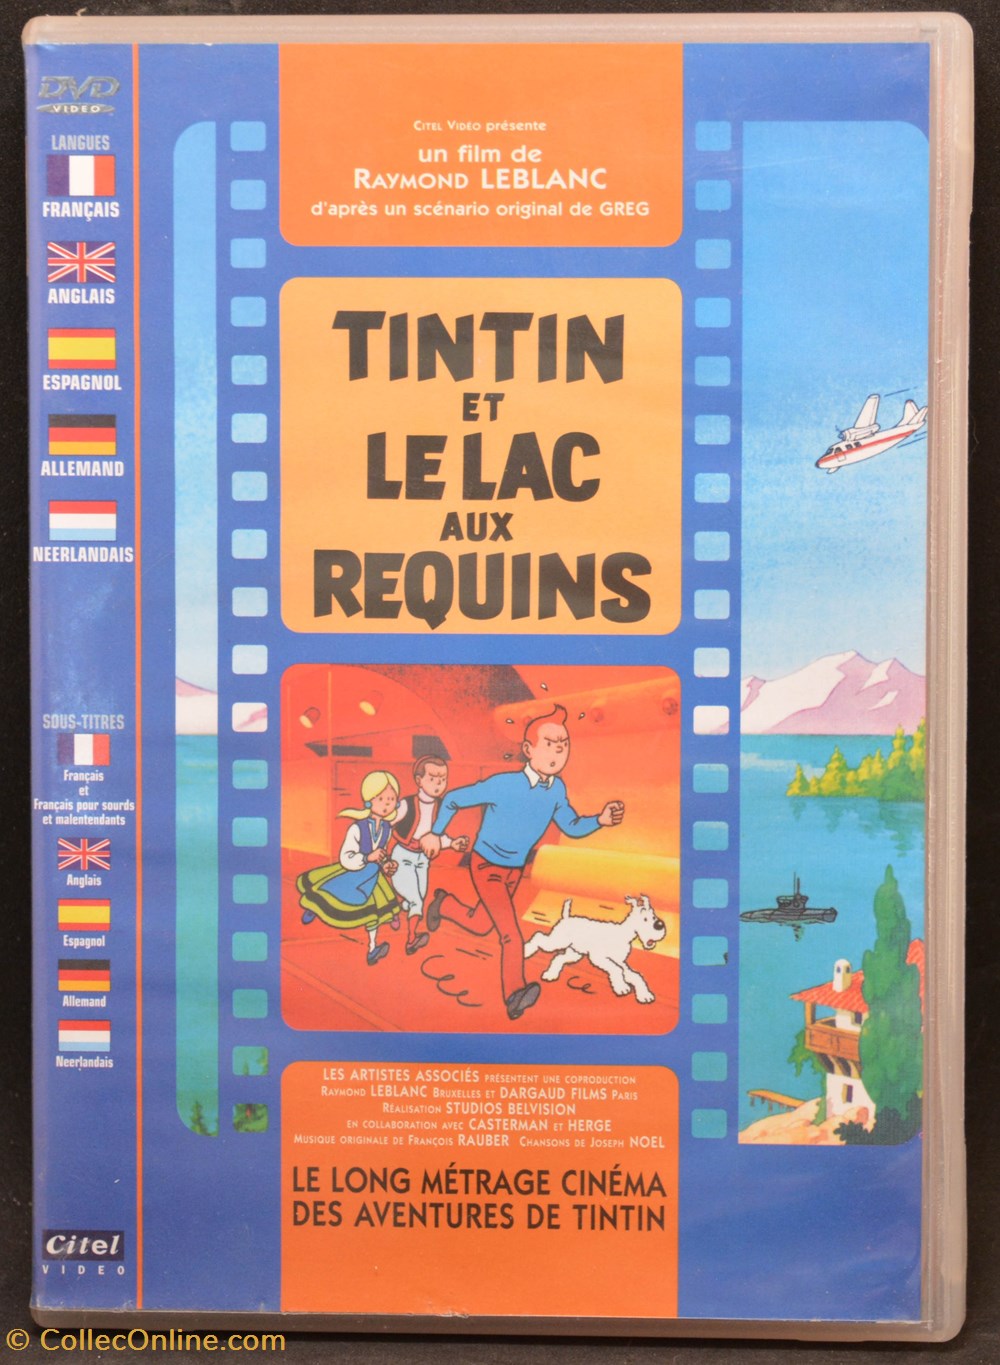 DVD
VIDEO
LANGUES
FRANÇAIS
ANGLAIS
ESPAGNOL
ALLEMAND
NEERLANDAIS
SOUS-TITRES
Français
et
Français pour sourds
et malentendants
Anglais
Espagnol
Allemand
Neerlandais
Citel
VIDEO
CITEL VIDÉO présente
un film de
RAYMOND LEBLANC
d'après un scénario original de GREG
TINTIN
ET
LE LAC
AUX
REQUINS
LES ARTISTES ASSOCIÉS PRÉSENTENT UNE COPRODUCTION
RAYMOND LEBLANC BRUXELLES ET DARGAUD FILMS PARIS
RÉALISATION STUDIOS BELVISION
EN COLLABORATION AVEC CASTERMAN ET HERGE
MUSIQUE ORIGINALE DE FRANÇOIS RAUBER CHANSONS DE JOSEPH NOEL
LE LONG MÉTRAGE CINÉMA
DES AVENTURES DE TINTIN
© CollecOnline.com